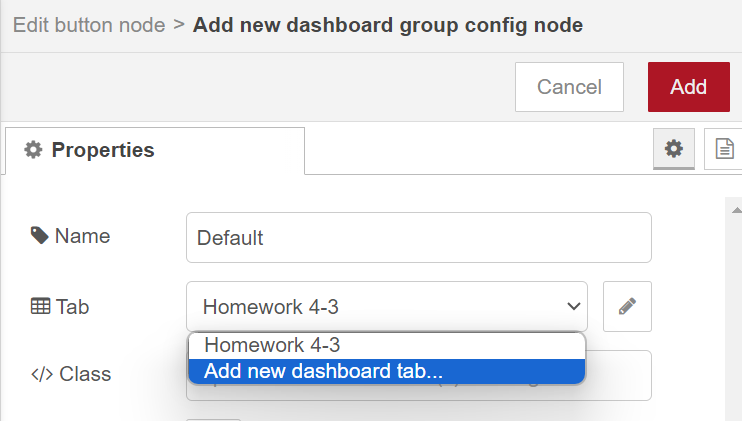 Edit button node > Add new dashboard group config node
Cancel
Add
Properties
Name
Default
Tab
Homework 4-3
Homework 4-3
Add new dashboard tab...
</> Class